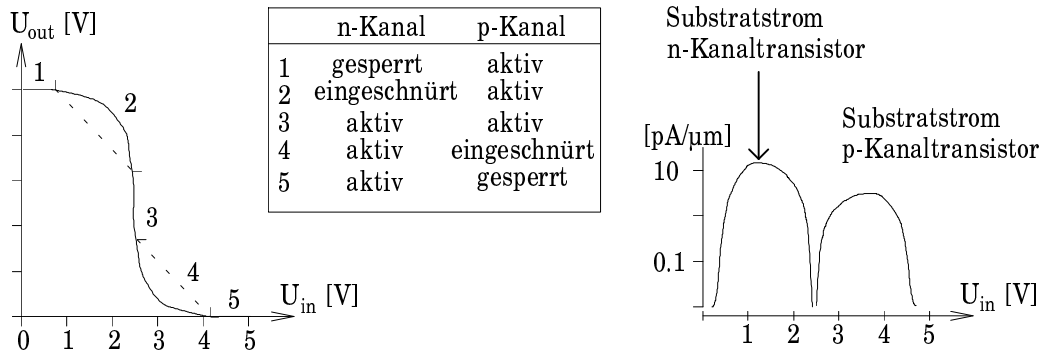 U_out [V]
1
2
3
4
5
U_in [V]
0 1 2 3 4 5
n-Kanal p-Kanal
1 gesperrt aktiv
2 eingeschnürt aktiv
3 aktiv aktiv
4 aktiv eingeschnürt
5 aktiv gesperrt
Substratstrom
n-Kanaltransistor
Substratstrom
p-Kanaltransistor
[pA/µm]
10
0.1
U_in [V]
1 2 3 4 5